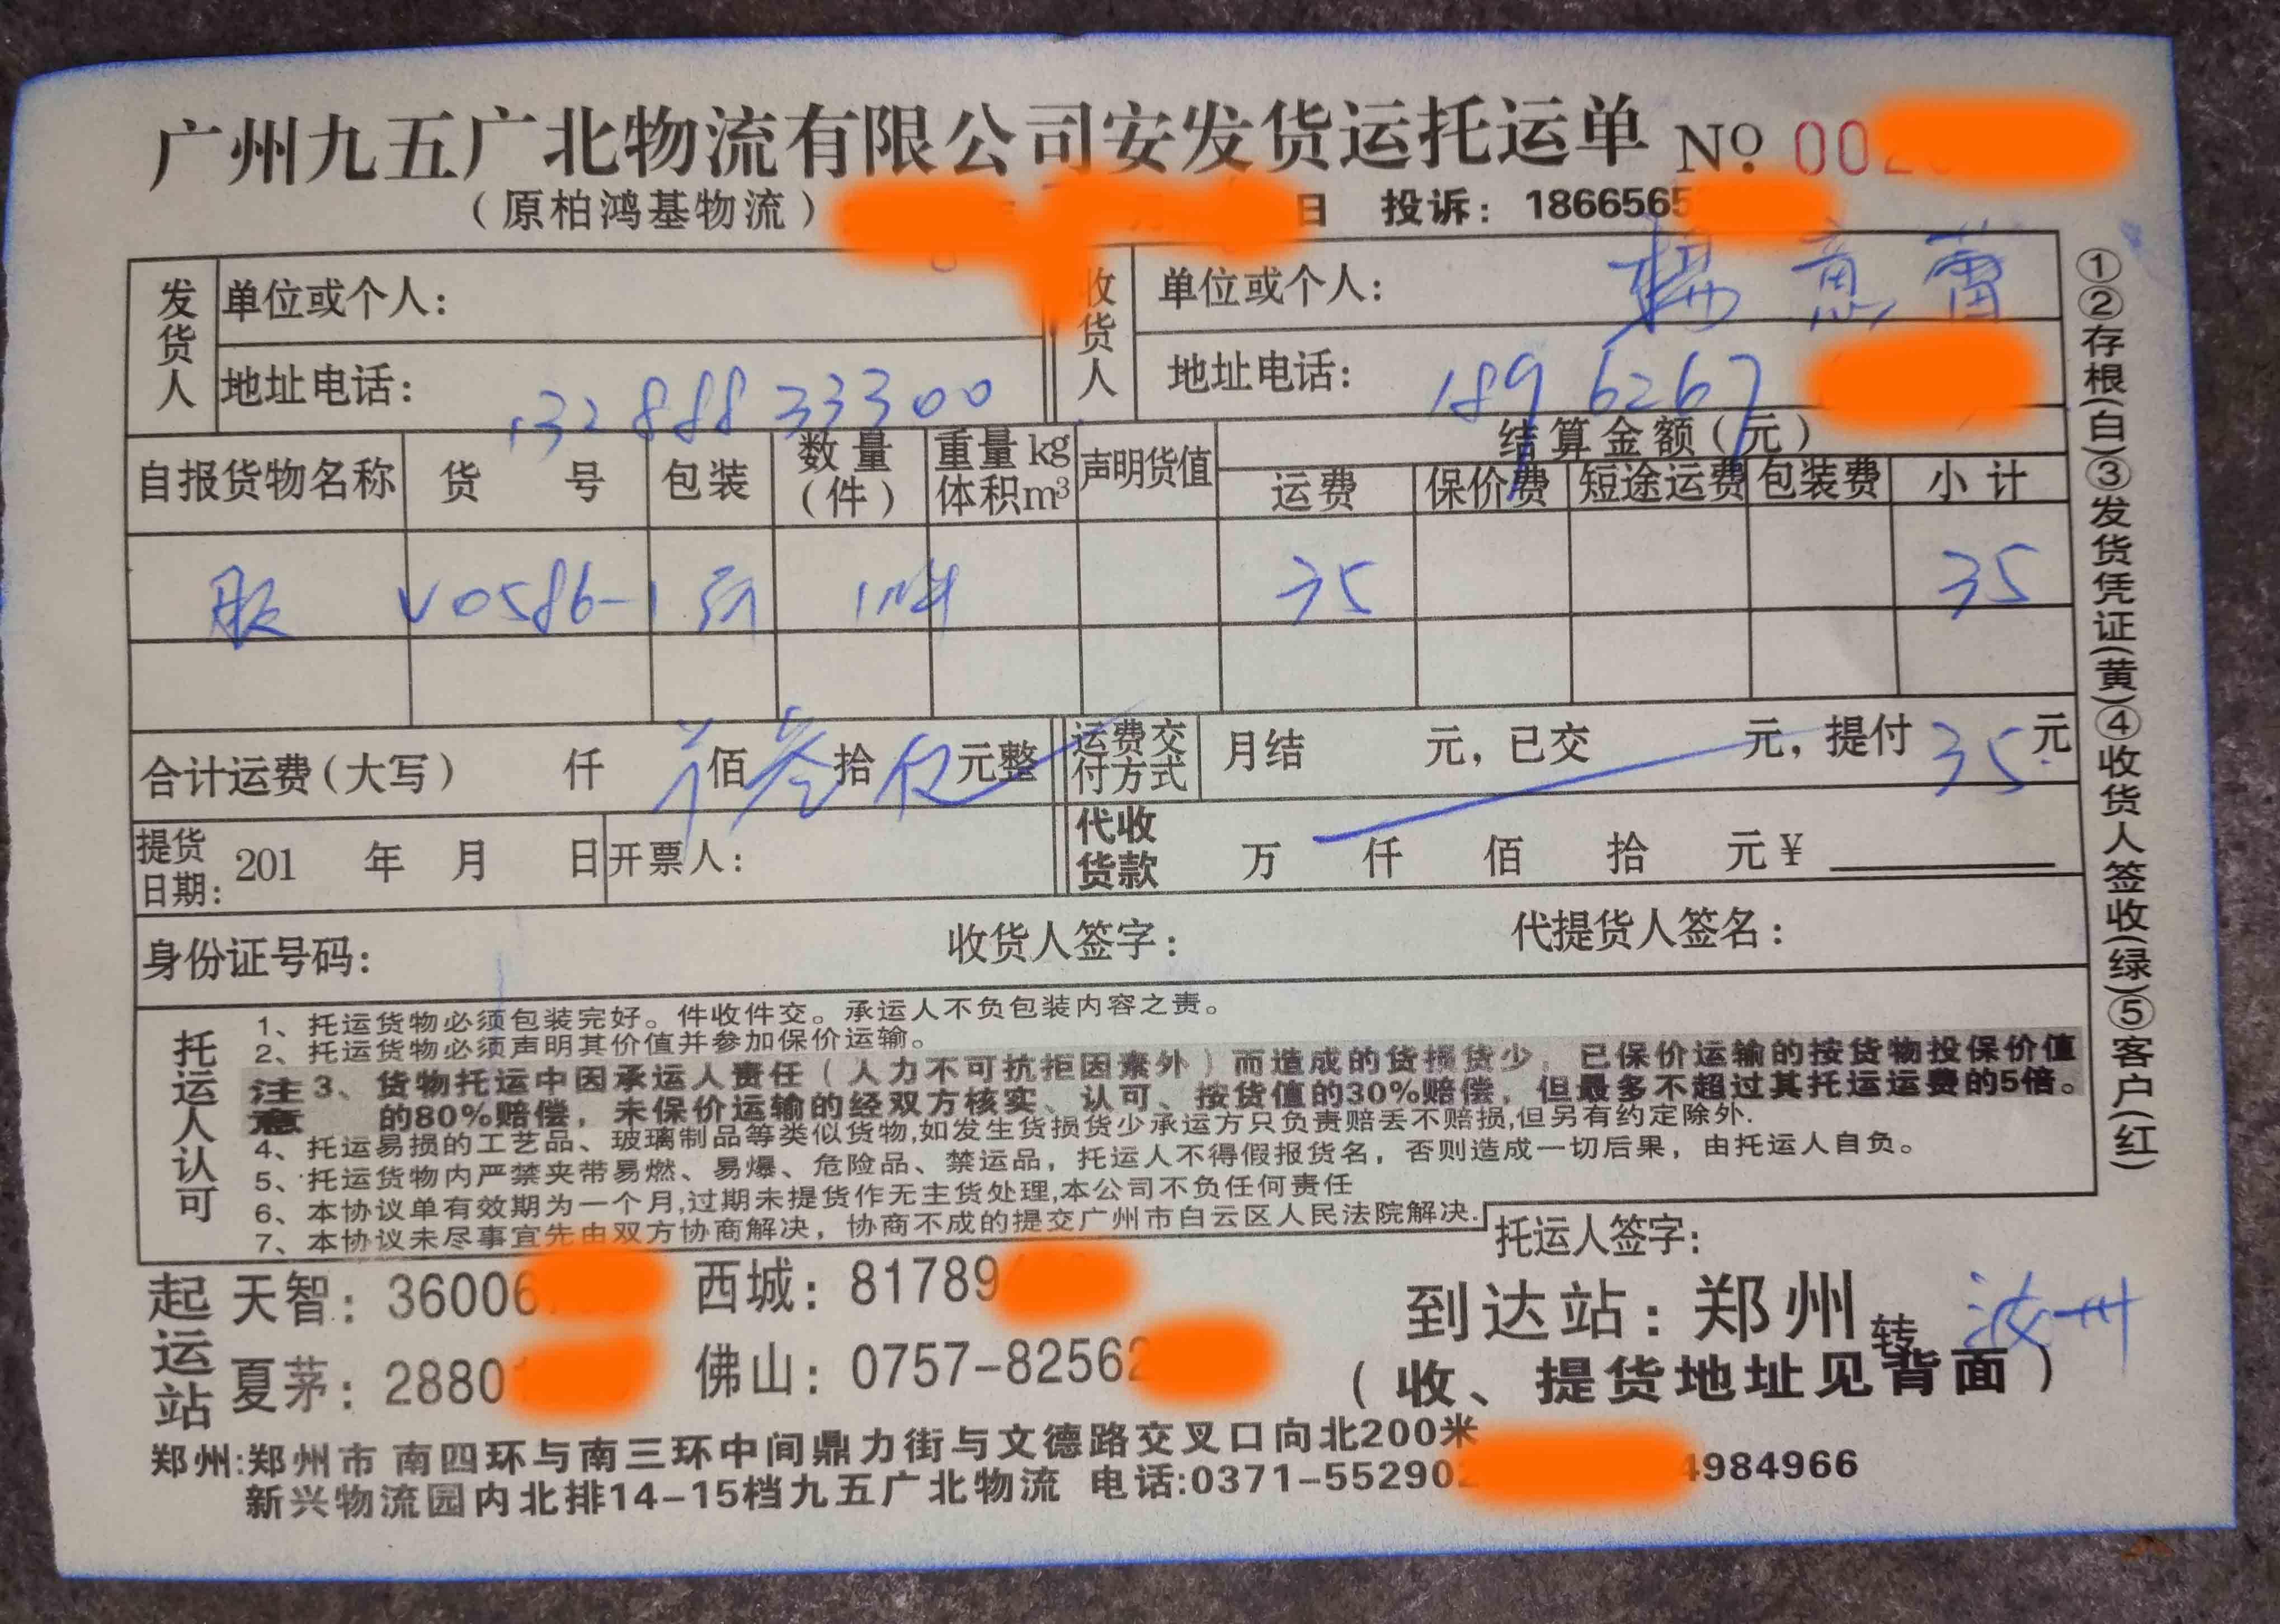 广州九五广北物流有限公司安发货运托运单 No. 00
（原柏鸿基物流） 日 投诉：1866565
发货人 单位或个人： 收货人 单位或个人：
地址电话：13288833300 地址电话：1896267
自报货物名称 货号 包装 数量（件） 重量kg 体积m³ 声明货值 结算金额（元）
运费 保价费 短途运费 包装费 小计
服 V0586-1 1件 35 35
合计运费（大写） 仟 佰 叁 拾 伍 元整 运费交付方式 月结 元，已交 元，提付 35 元
提货日期：201 年 月 日 开票人： 代收货款 万 仟 佰 拾 元¥
身份证号码： 收货人签字： 代提货人签名：
托运人认可
1、托运货物必须包装完好。件收件交。承运人不负包装内容之责。
2、托运货物必须声明其价值并参加保价运输。
注意 3、货物托运中因承运人责任（人力不可抗拒因素外）而造成的货损货少，已保价运输的按货物投保价值
的80%赔偿，未保价运输的经双方核实、认可、按货值的30%赔偿，但最多不超过其托运运费的5倍。
4、托运易损的工艺品、玻璃制品等类似货物,如发生货损货少承运方只负责赔丢不赔损,但另有约定除外.
5、托运货物内严禁夹带易燃、易爆、危险品、禁运品，托运人不得假报货名，否则造成一切后果，由托运人自负。
6、本协议单有效期为一个月,过期未提货作无主货处理,本公司不负任何责任
7、本协议未尽事宜先由双方协商解决，协商不成的提交广州市白云区人民法院解决.
托运人签字：
起运站 天智：36006 西城：81789
夏茅：2880 佛山：0757-82562
到达站：郑州转 汝州
（收、提货地址见背面）
郑州:郑州市 南四环与南三环中间鼎力街与文德路交叉口向北200米
新兴物流园内北排14-15档九五广北物流 电话:0371-55290 4984966
①②存根(白)③发货凭证(黄)④收货人签收(绿)⑤客户(红)